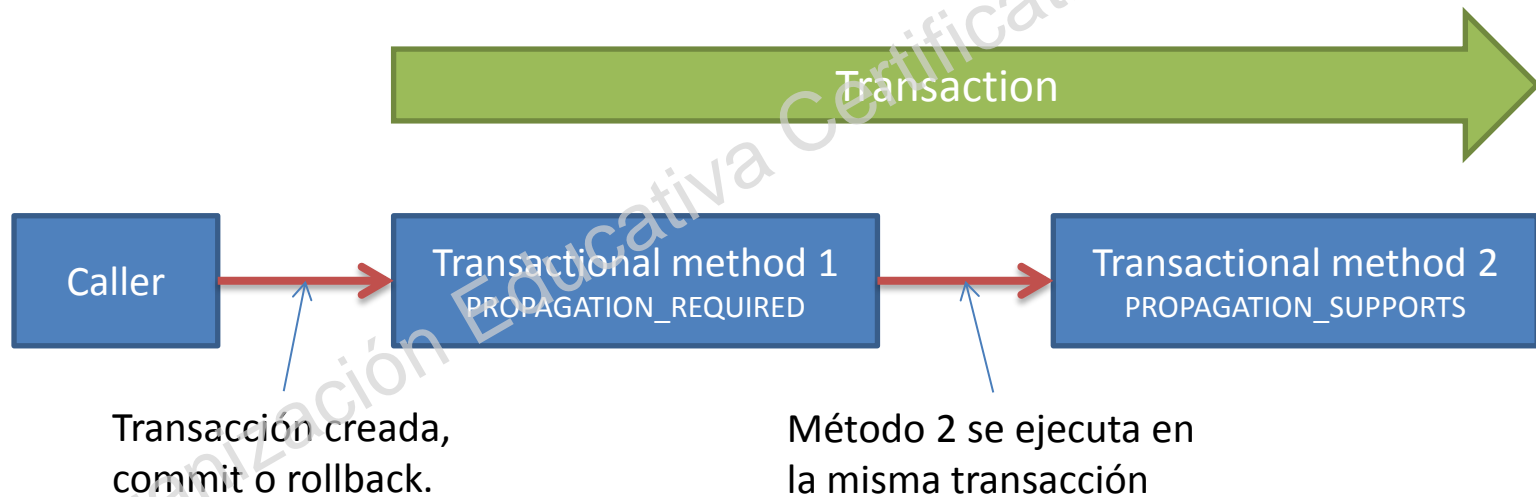 Transaction
Caller
Transactional method 1
PROPAGATION_REQUIRED
Transactional method 2
PROPAGATION_SUPPORTS
Transacción creada,
commit o rollback.
Método 2 se ejecuta en
la misma transacción
Educativa